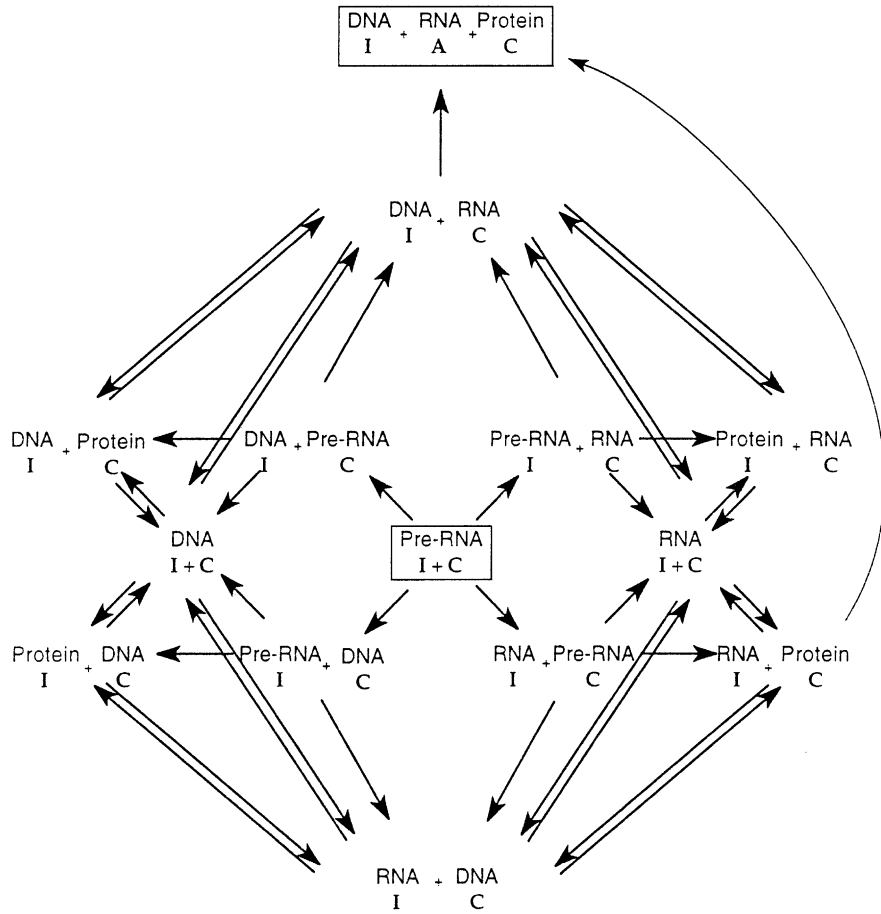 DNA + RNA + Protein
I A C
DNA + RNA
I C
DNA + Protein
I C
DNA + Pre-RNA
I C
Pre-RNA + RNA
I C
Protein + RNA
I C
DNA
I + C
Pre-RNA
I + C
RNA
I + C
Protein + DNA
I C
Pre-RNA + DNA
I C
RNA + Pre-RNA
I C
RNA + Protein
I C
RNA + DNA
I C